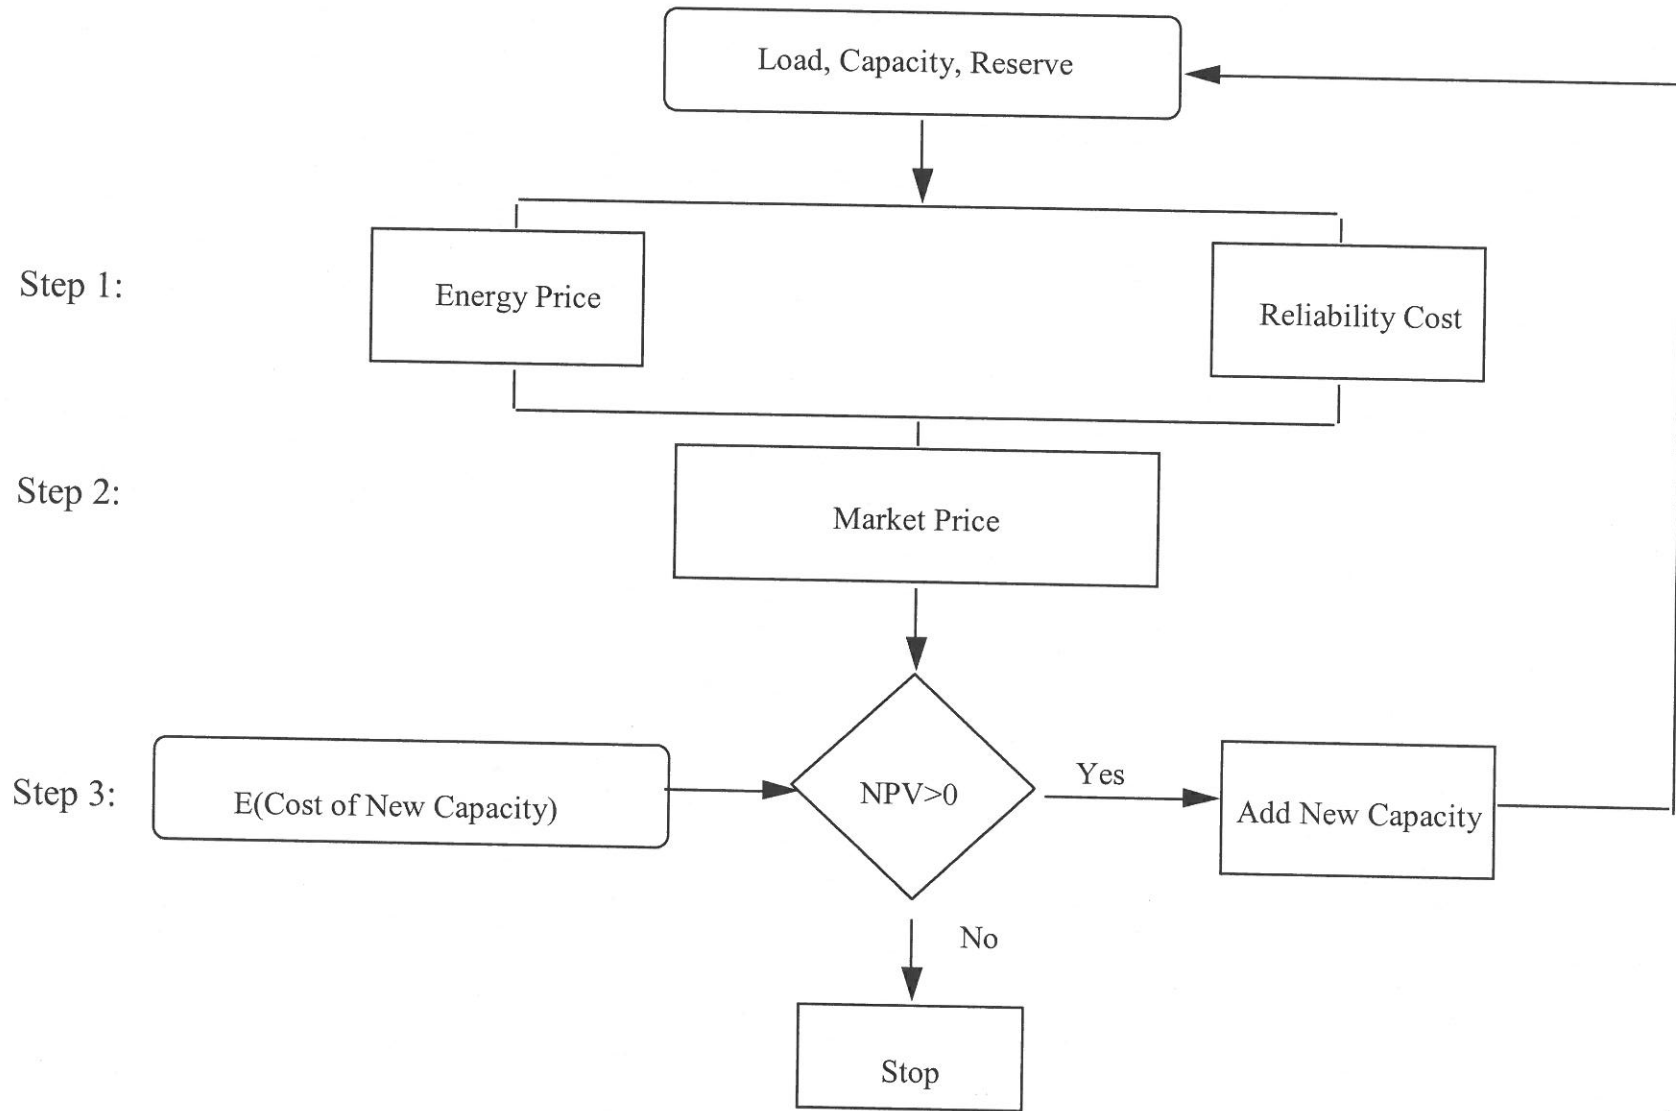 Load, Capacity, Reserve
Step 1:
Energy Price
Reliability Cost
Step 2:
Market Price
Step 3:
E(Cost of New Capacity)
NPV>0
Yes
Add New Capacity
No
Stop